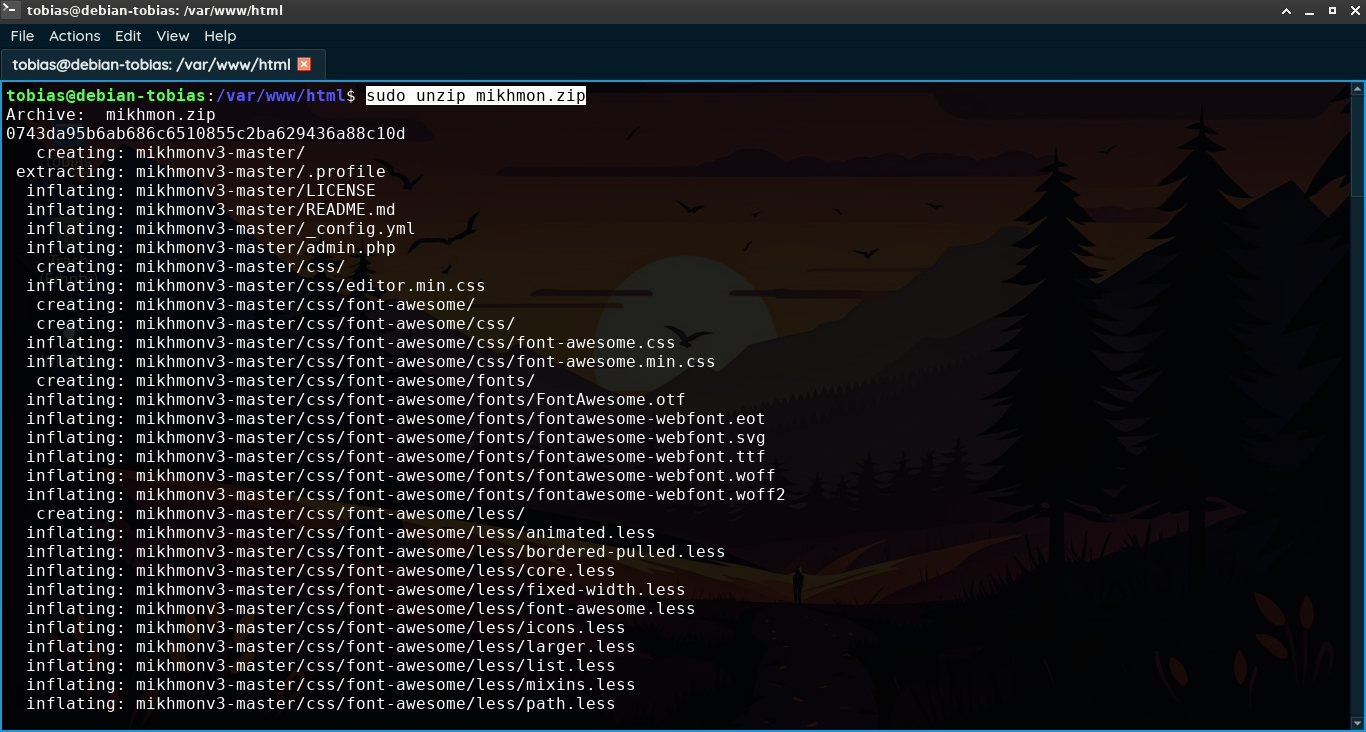 tobias@debian-tobias: /var/www/html
File Actions Edit View Help
tobias@debian-tobias: /var/www/html
tobias@debian-tobias:/var/www/html$ sudo unzip mikhmon.zip
Archive:  mikhmon.zip
0743da95b6ab686c6510855c2ba629436a88c10d
   creating: mikhmonv3-master/
 extracting: mikhmonv3-master/.profile
  inflating: mikhmonv3-master/LICENSE
  inflating: mikhmonv3-master/README.md
  inflating: mikhmonv3-master/_config.yml
  inflating: mikhmonv3-master/admin.php
   creating: mikhmonv3-master/css/
  inflating: mikhmonv3-master/css/editor.min.css
   creating: mikhmonv3-master/css/font-awesome/
   creating: mikhmonv3-master/css/font-awesome/css/
  inflating: mikhmonv3-master/css/font-awesome/css/font-awesome.css
  inflating: mikhmonv3-master/css/font-awesome/css/font-awesome.min.css
   creating: mikhmonv3-master/css/font-awesome/fonts/
  inflating: mikhmonv3-master/css/font-awesome/fonts/FontAwesome.otf
  inflating: mikhmonv3-master/css/font-awesome/fonts/fontawesome-webfont.eot
  inflating: mikhmonv3-master/css/font-awesome/fonts/fontawesome-webfont.svg
  inflating: mikhmonv3-master/css/font-awesome/fonts/fontawesome-webfont.ttf
  inflating: mikhmonv3-master/css/font-awesome/fonts/fontawesome-webfont.woff
  inflating: mikhmonv3-master/css/font-awesome/fonts/fontawesome-webfont.woff2
   creating: mikhmonv3-master/css/font-awesome/less/
  inflating: mikhmonv3-master/css/font-awesome/less/animated.less
  inflating: mikhmonv3-master/css/font-awesome/less/bordered-pulled.less
  inflating: mikhmonv3-master/css/font-awesome/less/core.less
  inflating: mikhmonv3-master/css/font-awesome/less/fixed-width.less
  inflating: mikhmonv3-master/css/font-awesome/less/font-awesome.less
  inflating: mikhmonv3-master/css/font-awesome/less/icons.less
  inflating: mikhmonv3-master/css/font-awesome/less/larger.less
  inflating: mikhmonv3-master/css/font-awesome/less/list.less
  inflating: mikhmonv3-master/css/font-awesome/less/mixins.less
  inflating: mikhmonv3-master/css/font-awesome/less/path.less